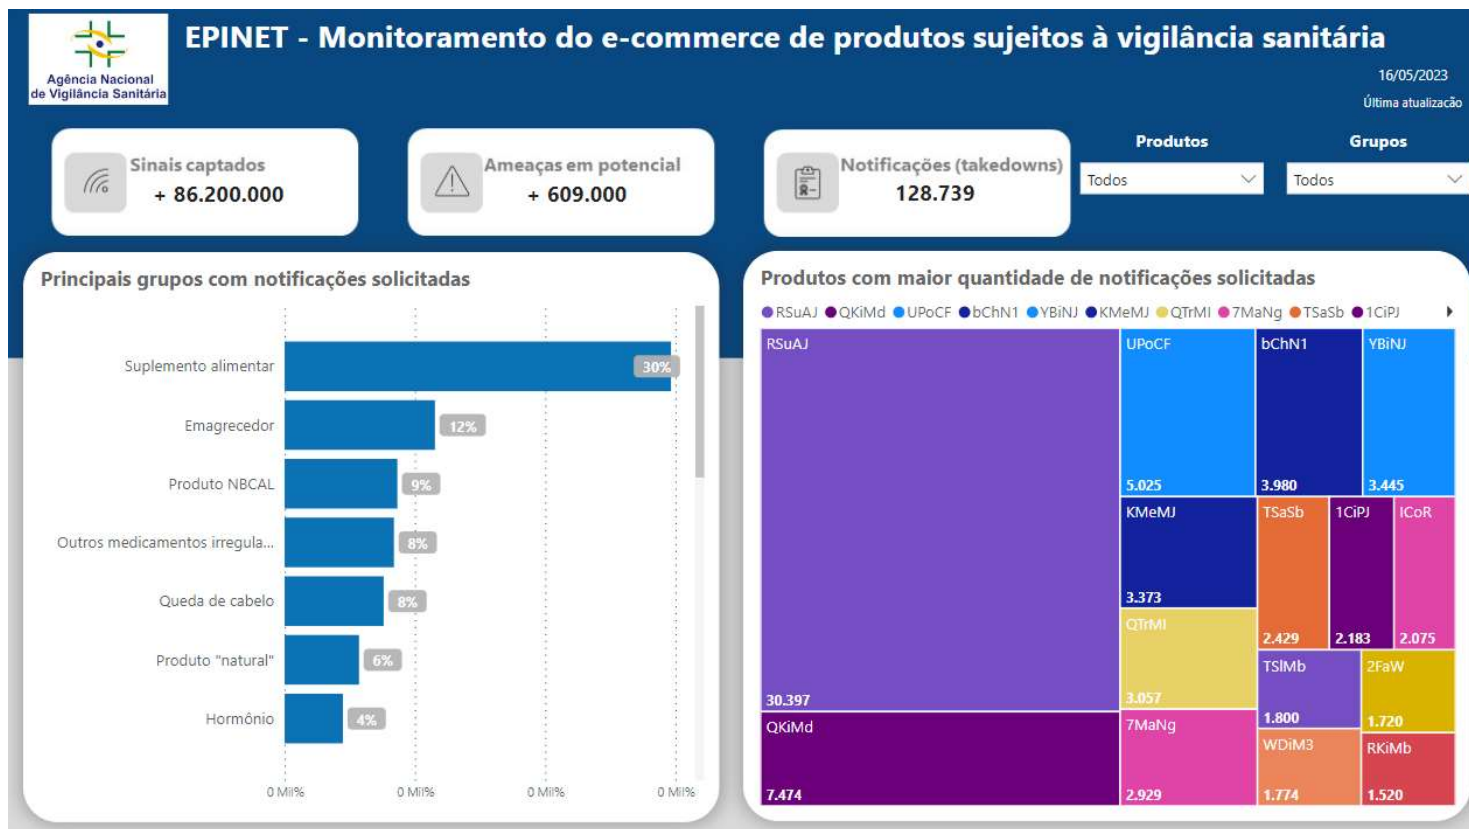 Agência Nacional
de Vigilância Sanitária
EPINET - Monitoramento do e-commerce de produtos sujeitos à vigilância sanitária
16/05/2023
Última atualizacão
Sinais captados
+ 86.200.000
Ameaças em potencial
+ 609.000
Notificações (takedowns)
128.739
Produtos
Todos
Grupos
Todos
Principais grupos com notificações solicitadas
Suplemento alimentar
30%
Emagrecedor
12%
Produto NBCAL
9%
Outros medicamentos irregula...
8%
Queda de cabelo
8%
Produto "natural"
6%
Hormônio
4%
0 Mil% 0 Mil% 0 Mil% 0 Mil%
Produtos com maior quantidade de notificações solicitadas
RSuAJ QKiMd UPoCF bChN1 YBiNJ KMeMJ QTrMI 7MaNg TSaSb 1CiPJ
RSuAJ
30.397
QKiMd
7.474
UPoCF
5.025
bChN1
3.980
YBiNJ
3.445
KMeMJ
3.373
QTrMI
3.057
7MaNg
2.929
TSaSb
2.429
1CiPJ
2.183
ICoR
2.075
TSlMb
1.800
2FaW
1.720
WDiM3
1.774
RKiMb
1.520